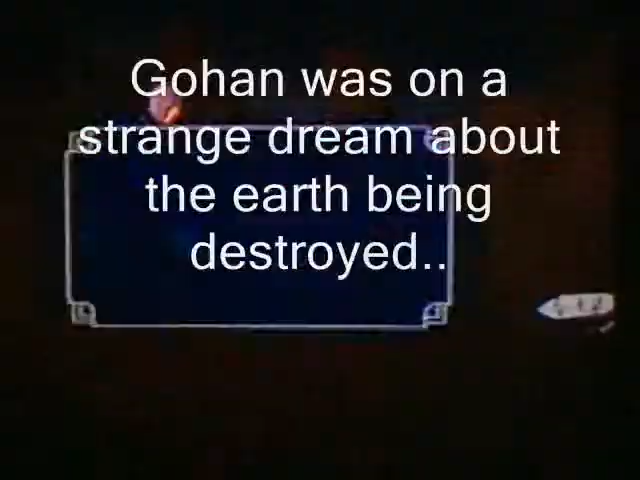 Gohan was on a
strange dream about
the earth being
destroyed..